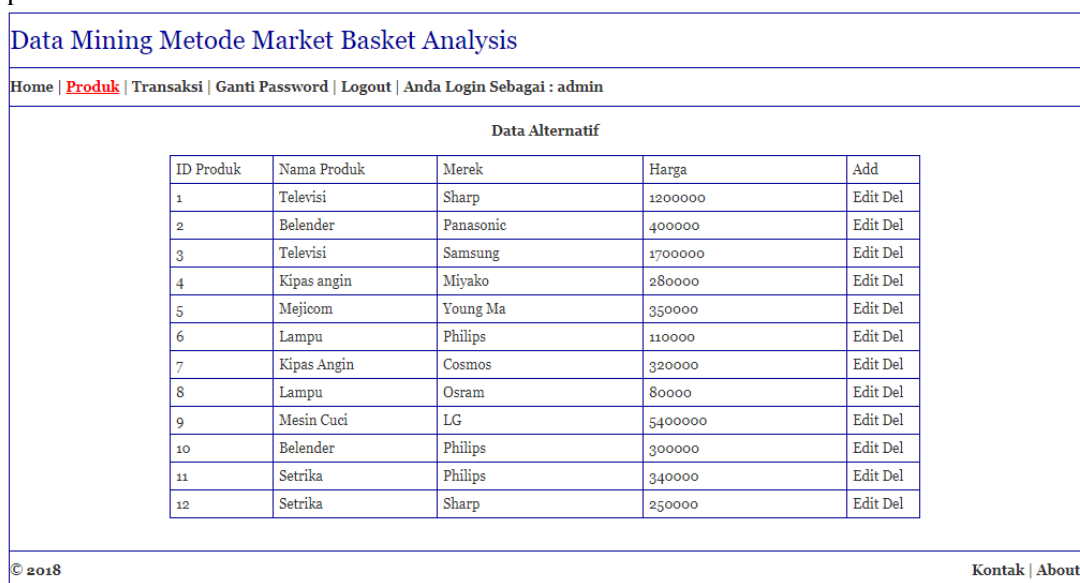 Data Mining Metode Market Basket Analysis
Home | Produk | Transaksi | Ganti Password | Logout | Anda Login Sebagai : admin
Data Alternatif
ID Produk Nama Produk Merek Harga Add
1 Televisi Sharp 1200000 Edit Del
2 Belender Panasonic 400000 Edit Del
3 Televisi Samsung 1700000 Edit Del
4 Kipas angin Miyako 280000 Edit Del
5 Mejicom Young Ma 350000 Edit Del
6 Lampu Philips 110000 Edit Del
7 Kipas Angin Cosmos 320000 Edit Del
8 Lampu Osram 80000 Edit Del
9 Mesin Cuci LG 5400000 Edit Del
10 Belender Philips 300000 Edit Del
11 Setrika Philips 340000 Edit Del
12 Setrika Sharp 250000 Edit Del
© 2018 Kontak | About